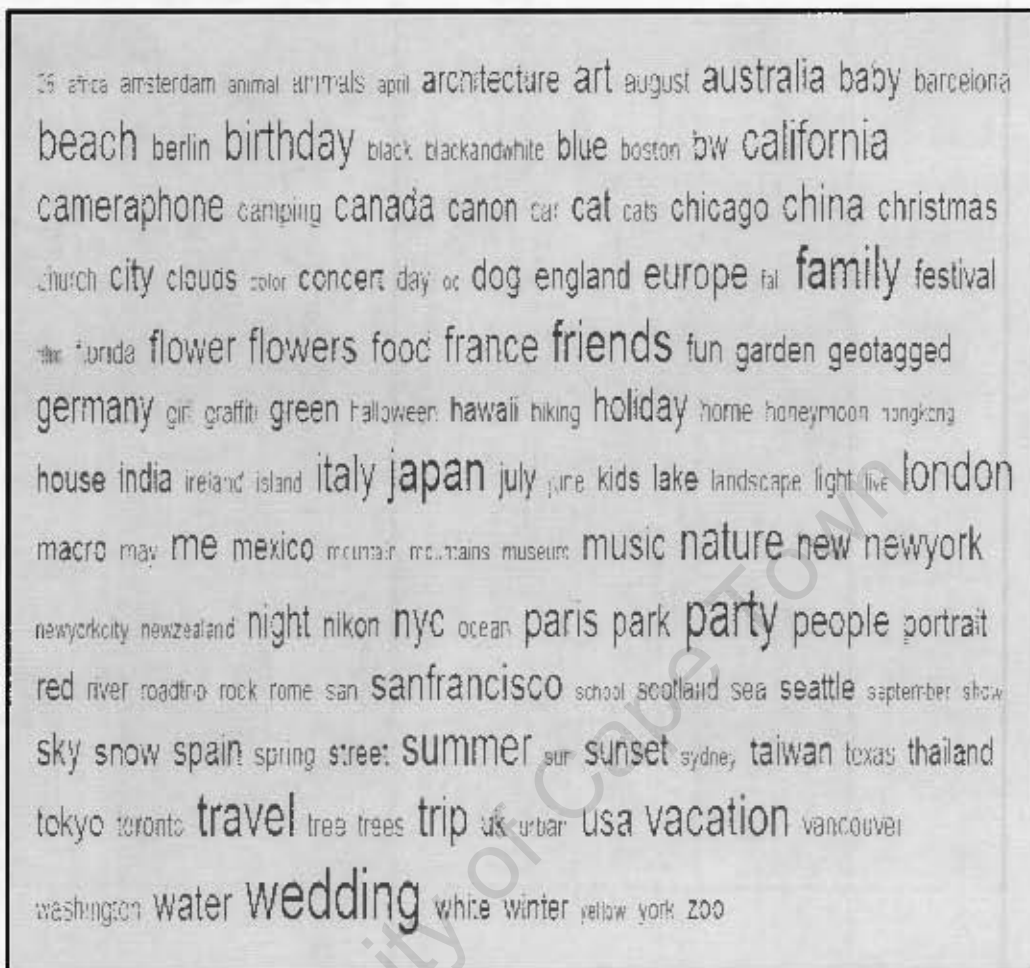 africa amsterdam animal animals april architecture art august australia baby barcelona
beach berlin birthday black blackandwhite blue boston bw california
cameraphone camping canada canon car cat cats chicago china christmas
church city clouds color concert day dc dog england europe fall family festival
florida flower flowers food france friends fun garden geotagged
germany girl graffiti green halloween hawaii hiking holiday home honeymoon hongkong
house india ireland island italy japan july june kids lake landscape light live london
macro may me mexico mountain mountains museum music nature new newyork
newyorkcity newzealand night nikon nyc ocean paris park party people portrait
red river roadtrip rock rome san sanfrancisco school scotland sea seattle september show
sky snow spain spring street summer sun sunset sydney taiwan texas thailand
tokyo toronto travel tree trees trip uk urban usa vacation vancouver
washington water wedding white winter yellow york zoo
ity of Cape Town